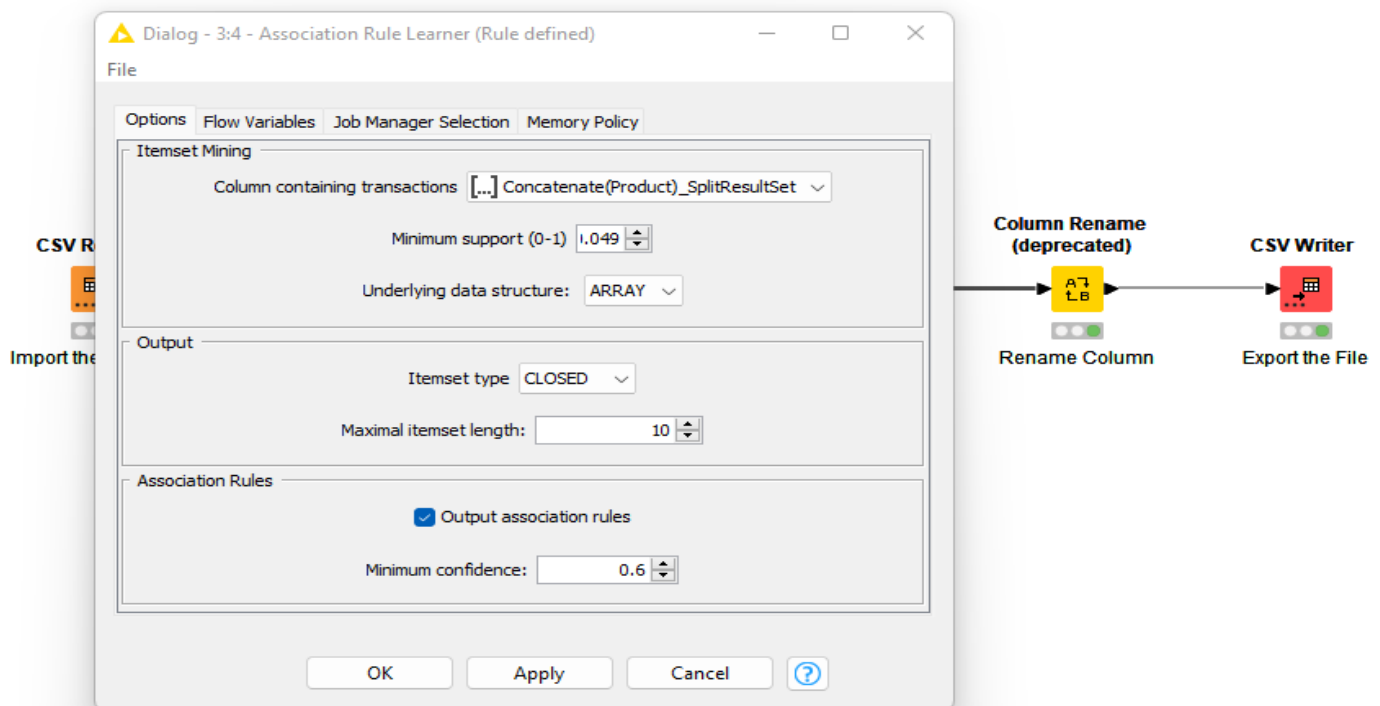 Dialog - 3:4 - Association Rule Learner (Rule defined)
File
Options Flow Variables Job Manager Selection Memory Policy
Itemset Mining
Column containing transactions [...] Concatenate(Product)_SplitResultSet
Minimum support (0-1) .049
Underlying data structure: ARRAY
Output
Itemset type CLOSED
Maximal itemset length: 10
Association Rules
Output association rules
Minimum confidence: 0.6
OK Apply Cancel ?
CSV R
Import the
Column Rename
(deprecated)
A
B
Rename Column
CSV Writer
Export the File